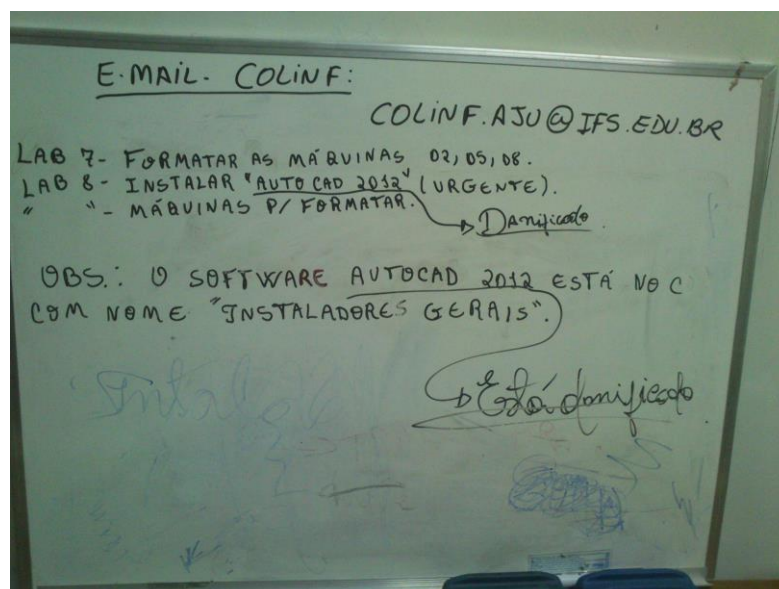 E-MAIL- COLINF:
COLINF.AJU@IFS.EDU.BR
LAB 7- FORMATAR AS MÁQUINAS 02,05,08.
LAB 8- INSTALAR "AUTO CAD 2012" (URGENTE).
" "- MÁQUINAS P/ FORMATAR.
Danificado
OBS.: O SOFTWARE AUTOCAD 2012 ESTÁ NO C
COM NOME "INSTALADORES GERAIS".
Está danificado